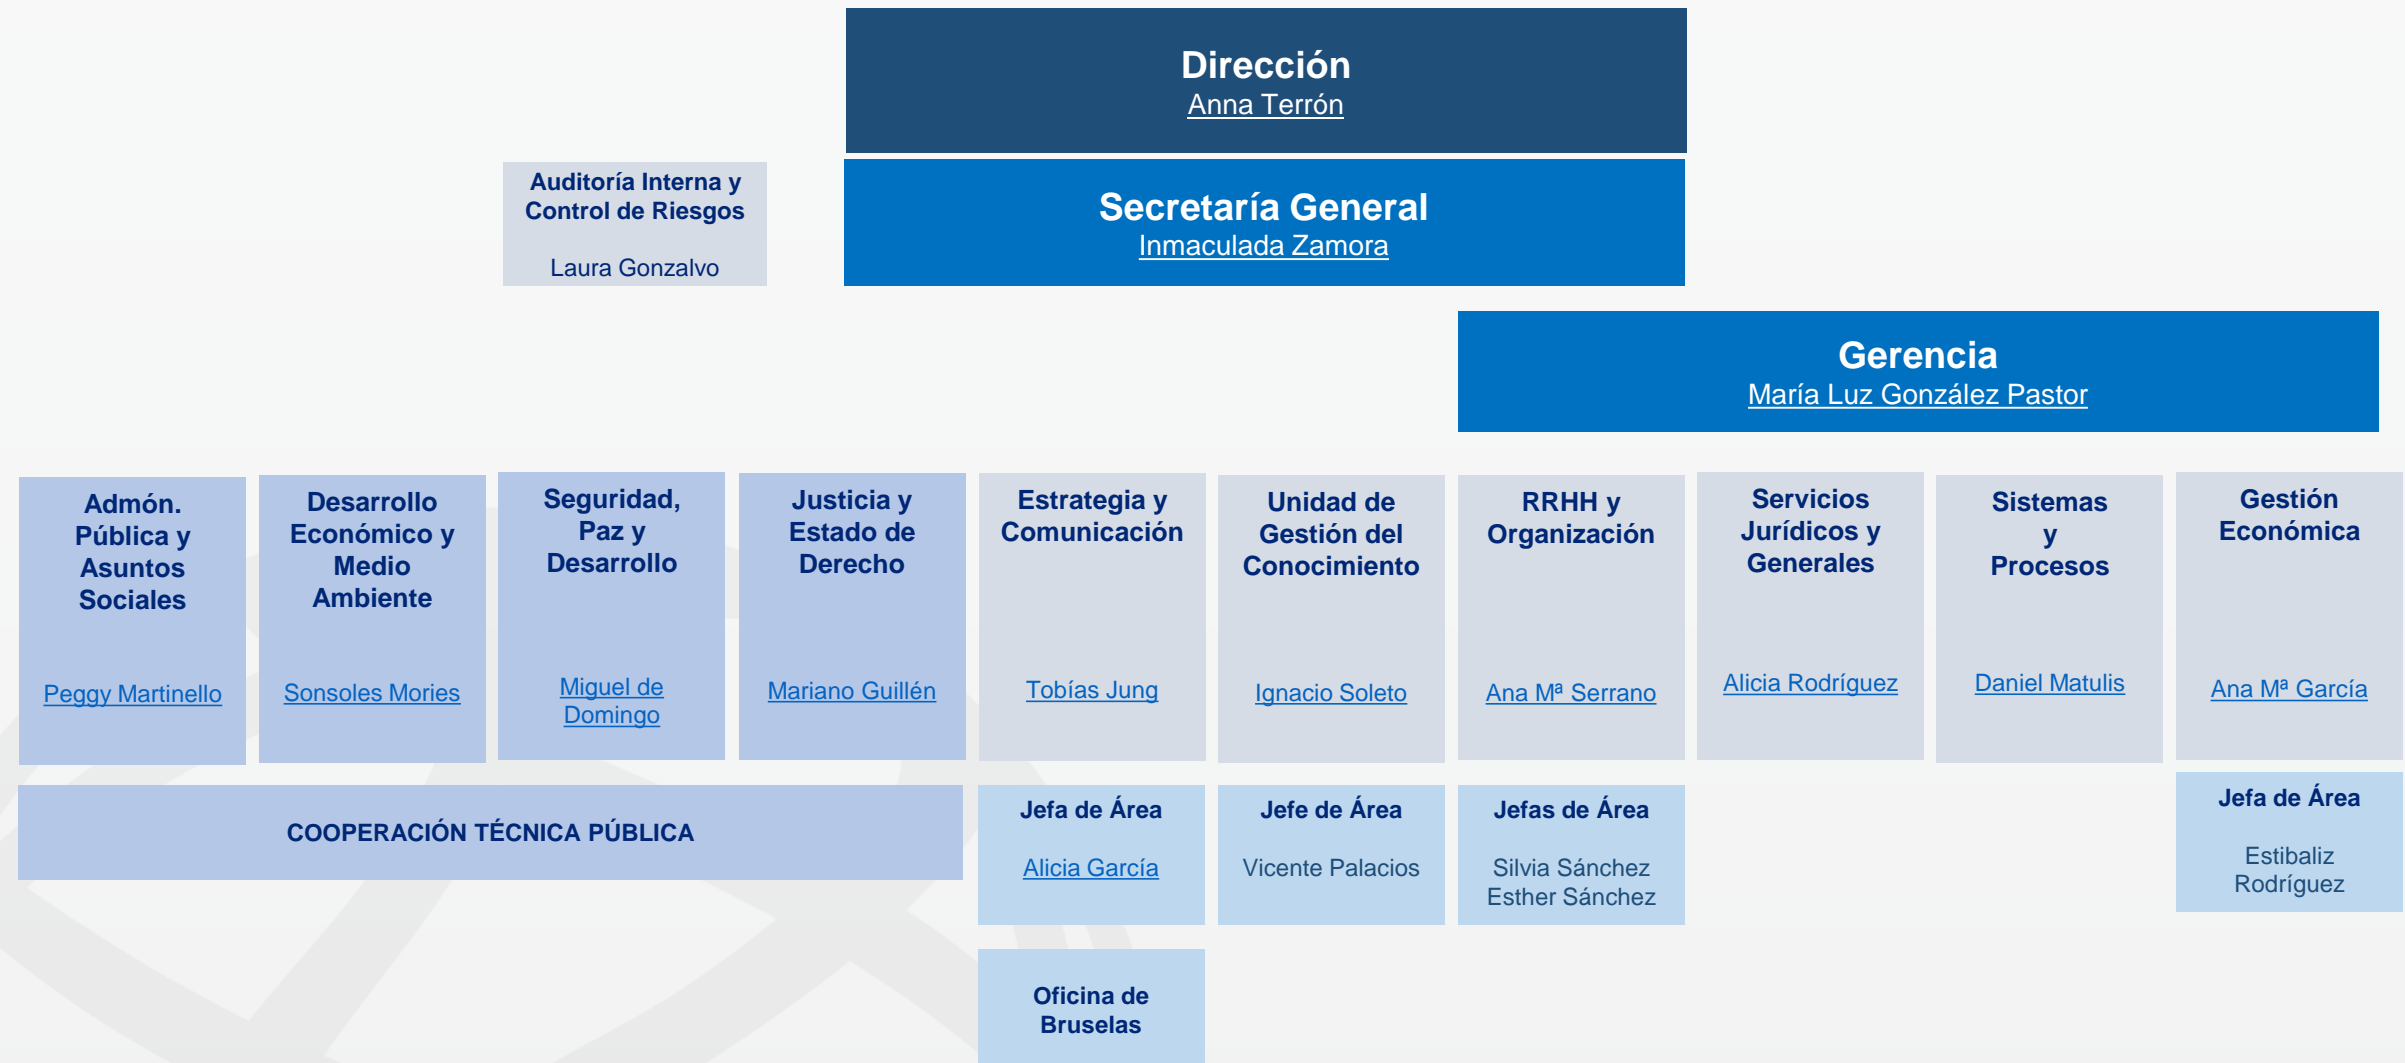 Dirección
Anna Terrón
Auditoría Interna y
Control de Riesgos
Laura Gonzalvo
Secretaría General
Inmaculada Zamora
Gerencia
María Luz González Pastor
Admón.
Pública y
Asuntos
Sociales
Peggy Martinello
Desarrollo
Económico y
Medio
Ambiente
Sonsoles Mories
Seguridad,
Paz y
Desarrollo
Miguel de
Domingo
Justicia y
Estado de
Derecho
Mariano Guillén
Estrategia y
Comunicación
Tobías Jung
Unidad de
Gestión del
Conocimiento
Ignacio Soleto
RRHH y
Organización
Ana Mª Serrano
Servicios
Jurídicos y
Generales
Alicia Rodríguez
Sistemas
y
Procesos
Daniel Matulis
Gestión
Económica
Ana Mª García
COOPERACIÓN TÉCNICA PÚBLICA
Jefa de Área
Alicia García
Jefe de Área
Vicente Palacios
Jefas de Área
Silvia Sánchez
Esther Sánchez
Jefa de Área
Estibaliz
Rodríguez
Oficina de
Bruselas